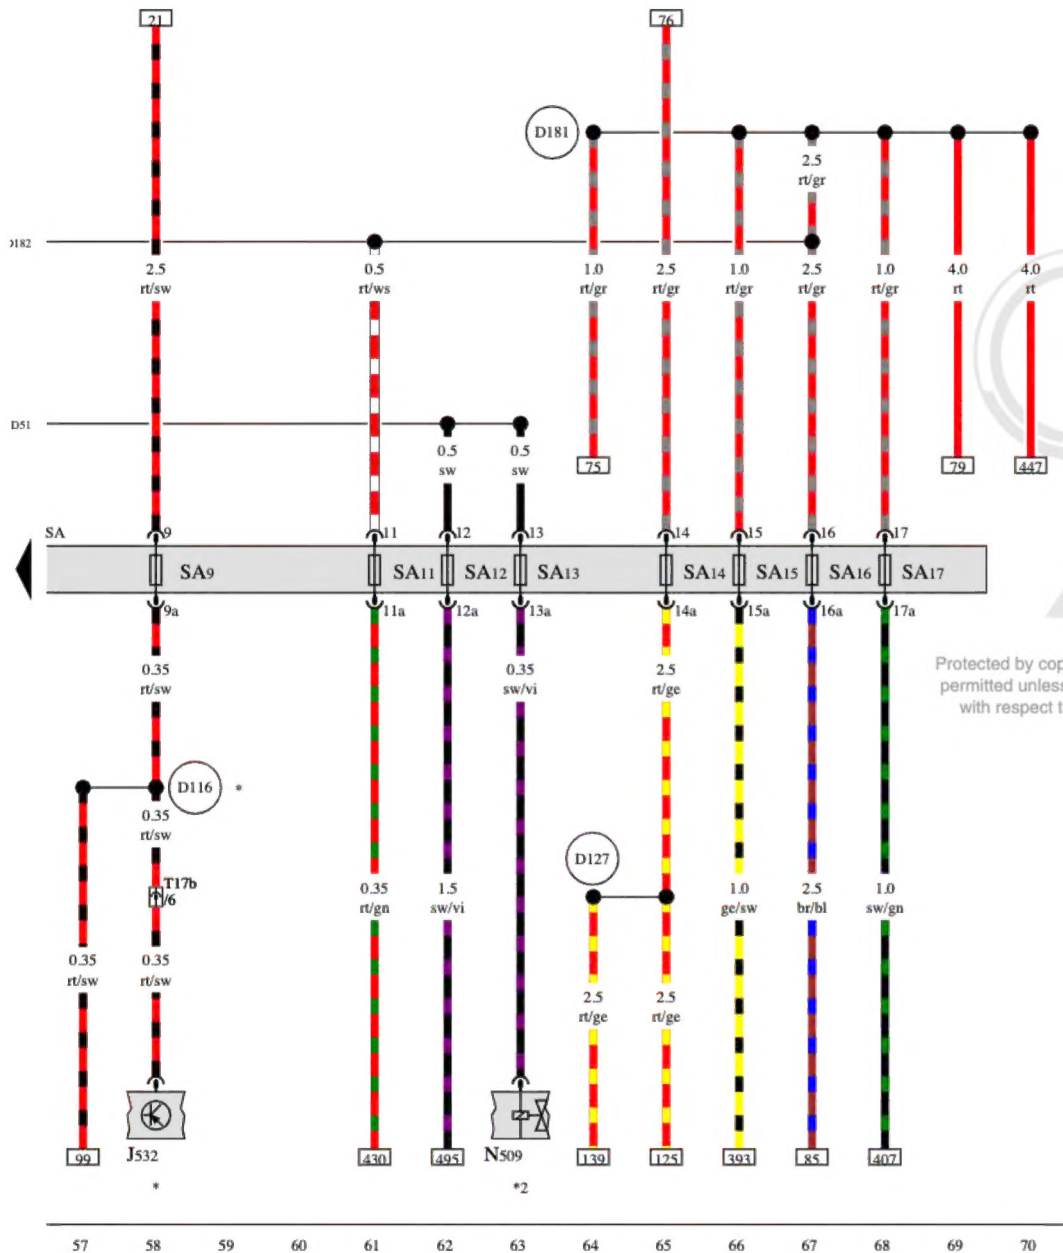 21
76
D181
2.5
rt/gr
D182
2.5
rt/sw
0.5
rt/ws
1.0
rt/gr
2.5
rt/gr
1.0
rt/gr
2.5
rt/gr
1.0
rt/gr
4.0
rt
4.0
rt
D51
0.5
sw
0.5
sw
75
79
447
SA
9
11
12
13
14
15
16
17
SA9
SA11
SA12
SA13
SA14
SA15
SA16
SA17
9a
11a
12a
13a
14a
15a
16a
17a
0.35
rt/sw
0.35
sw/vi
2.5
rt/ge
Protected by
permitted unless
with respect
D116
*
0.35
rt/sw
D127
T17b
/6
0.35
rt/gn
1.5
sw/vi
1.0
ge/sw
2.5
br/bl
1.0
sw/gn
0.35
rt/sw
0.35
rt/sw
2.5
rt/ge
2.5
rt/ge
99
J532
430
495
N509
139
125
393
85
407
*
*2
57 58 59 60 61 62 63 64 65 66 67 68 69 70